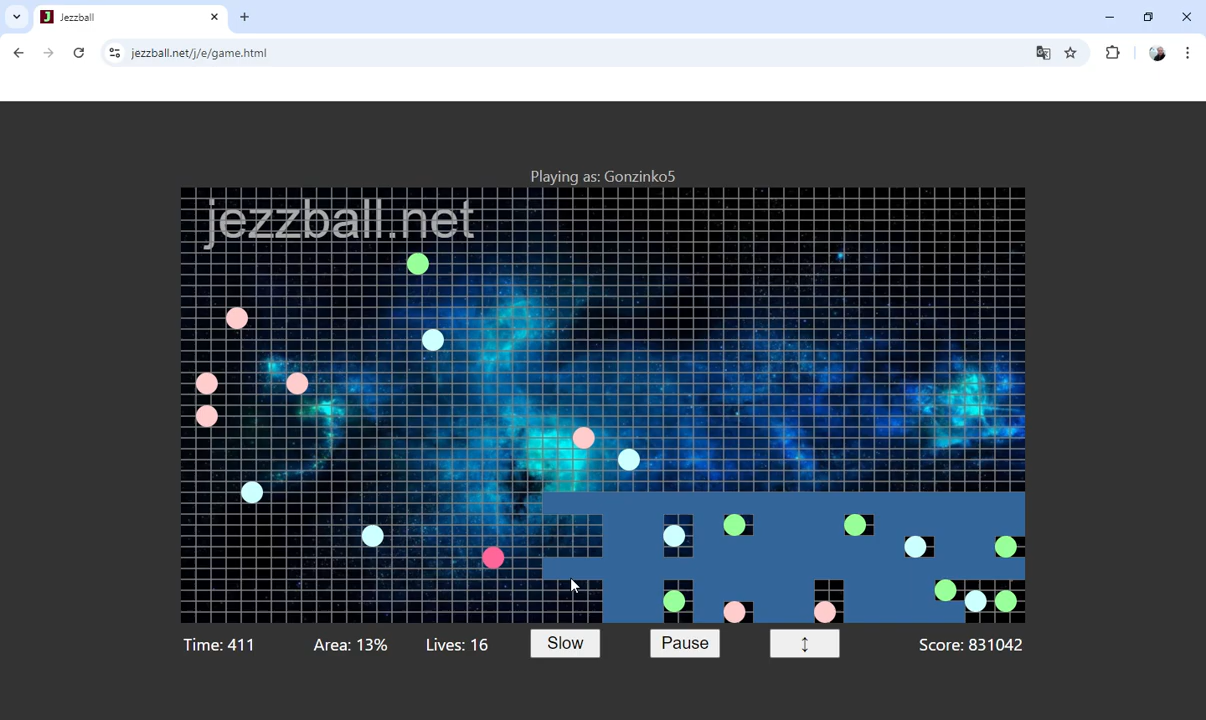 Jezzball
jezzball.net/j/e/game.html
Playing as: Gonzinko5
jezzball.net
Time: 411 Area: 13% Lives: 16 Slow Pause ↕ Score: 831042